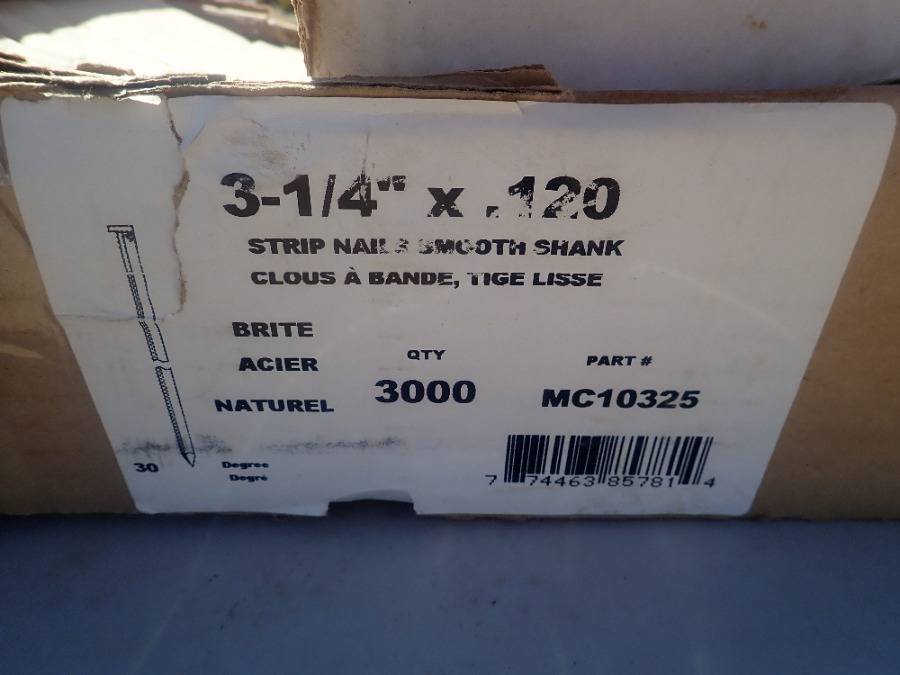 3-1/4" x .120
STRIP NAILS SMOOTH SHANK
CLOUS À BANDE, TIGE LISSE
BRITE
ACIER
NATUREL
QTY
3000
PART #
MC10325
30 Degree
Degré
7 74463 85781 4